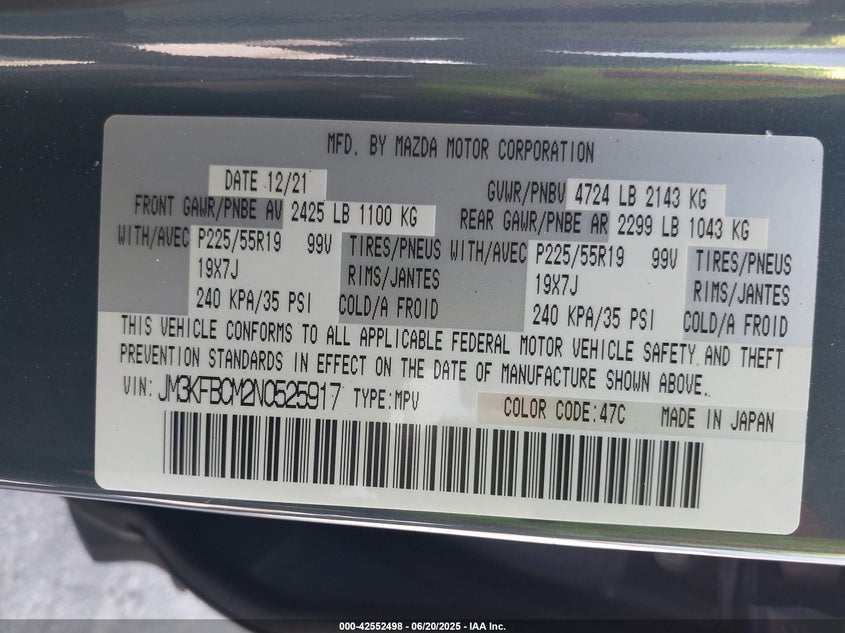 MFD. BY MAZDA MOTOR CORPORATION
DATE 12/21 GVWR/PNBV 4724 LB 2143 KG
FRONT GAWR/PNBE AV 2425 LB 1100 KG REAR GAWR/PNBE AR 2299 LB 1043 KG
WITH/AVEC P225/55R19 99V TIRES/PNEUS WITH/AVEC P225/55R19 99V TIRES/PNEUS
19X7J RIMS/JANTES 19X7J RIMS/JANTES
240 KPA/35 PSI COLD/A FROID 240 KPA/35 PSI COLD/A FROID
THIS VEHICLE CONFORMS TO ALL APPLICABLE FEDERAL MOTOR VEHICLE SAFETY AND THEFT
PREVENTION STANDARDS IN EFFECT ON THE DATE OF MANUFACTURE SHOWN ABOVE.
VIN: JM3KFBCM2N0525917 TYPE:MPV COLOR CODE:47C MADE IN JAPAN
000-42552498 - 06/20/2025 - IAA Inc.